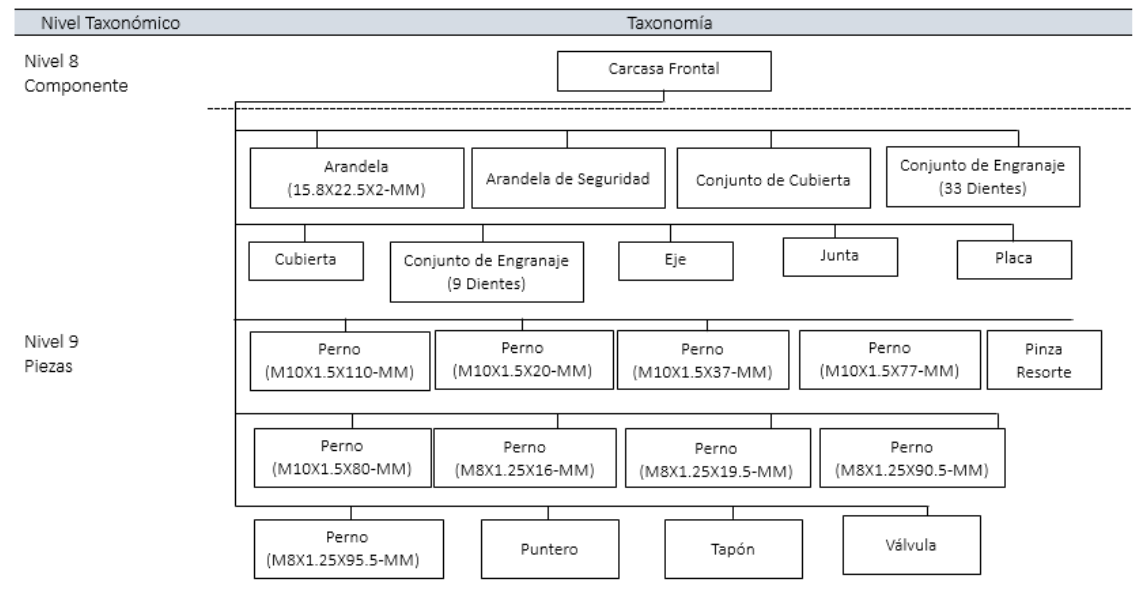 Nivel Taxonómico Taxonomía
Nivel 8
Componente
Carcasa Frontal
Arandela
(15.8X22.5X2-MM)
Arandela de Seguridad
Conjunto de Cubierta
Conjunto de Engranaje
(33 Dientes)
Cubierta
Conjunto de Engranaje
(9 Dientes)
Eje
Junta
Placa
Nivel 9
Piezas
Perno
(M10X1.5X110-MM)
Perno
(M10X1.5X20-MM)
Perno
(M10X1.5X37-MM)
Perno
(M10X1.5X77-MM)
Pinza
Resorte
Perno
(M10X1.5X80-MM)
Perno
(M8X1.25X16-MM)
Perno
(M8X1.25X19.5-MM)
Perno
(M8X1.25X90.5-MM)
Perno
(M8X1.25X95.5-MM)
Puntero
Tapón
Válvula